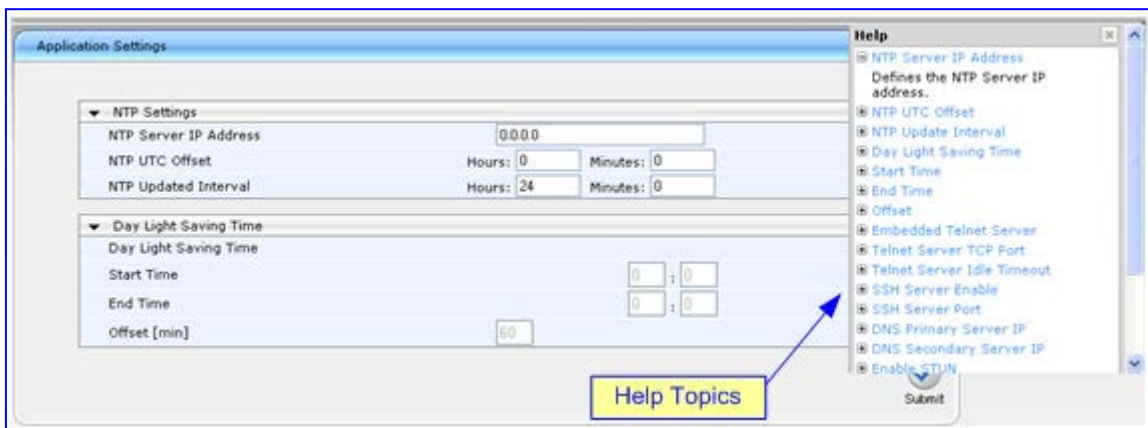 Application Settings
NTP Settings
NTP Server IP Address 0.0.0.0
NTP UTC Offset Hours: 0 Minutes: 0
NTP Updated Interval Hours: 24 Minutes: 0
Day Light Saving Time
Day Light Saving Time
Start Time 0 : 0
End Time 0 : 0
Offset [min] 60
Submit
Help
NTP Server IP Address
Defines the NTP Server IP
address.
NTP UTC Offset
NTP Update Interval
Day Light Saving Time
Start Time
End Time
Offset
Embedded Telnet Server
Telnet Server TCP Port
Telnet Server Idle Timeout
SSH Server Enable
SSH Server Port
DNS Primary Server IP
DNS Secondary Server IP
Enable STUN
Help Topics